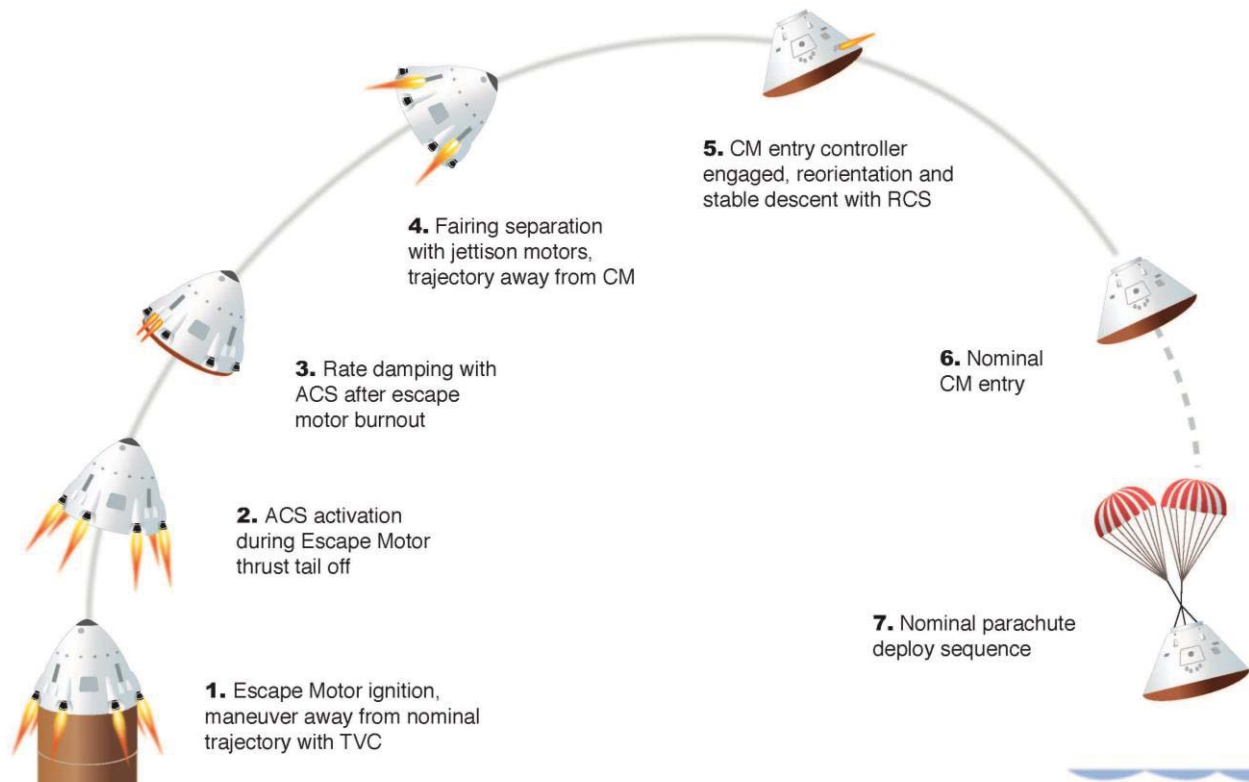 1. Escape Motor ignition,
maneuver away from nominal
trajectory with TVC
2. ACS activation
during Escape Motor
thrust tail off
3. Rate damping with
ACS after escape
motor burnout
4. Fairing separation
with jettison motors,
trajectory away from CM
5. CM entry controller
engaged, reorientation and
stable descent with RCS
6. Nominal
CM entry
7. Nominal parachute
deploy sequence